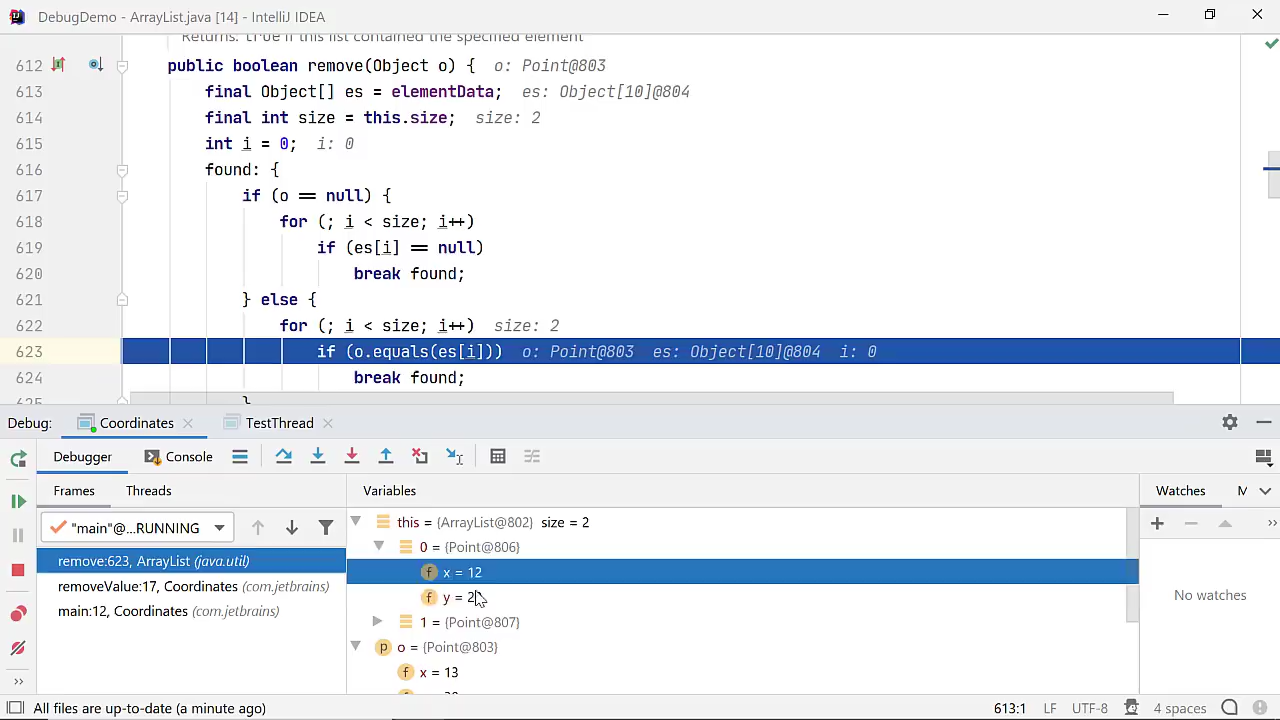 DebugDemo - ArrayList.java [14] - IntelliJ IDEA
Returns: true if this list contained the specified element
612 public boolean remove(Object o) { o: Point@803
613 final Object[] es = elementData; es: Object[10]@804
614 final int size = this.size; size: 2
615 int i = 0; i: 0
616 found: {
617 if (o == null) {
618 for (; i < size; i++)
619 if (es[i] == null)
620 break found;
621 } else {
622 for (; i < size; i++) size: 2
623 if (o.equals(es[i])) o: Point@803 es: Object[10]@804 i: 0
624 break found;
625 }
Debug: Coordinates TestThread
Debugger Console
Frames Threads Variables Watches M
"main"@...RUNNING
this = {ArrayList@802} size = 2
0 = {Point@806}
remove:623, ArrayList (java.util)
f x = 12
removeValue:17, Coordinates (com.jetbrains)
f y = 2
No watches
main:12, Coordinates (com.jetbrains)
1 = {Point@807}
p o = {Point@803}
f x = 13
All files are up-to-date (a minute ago) 613:1 LF UTF-8 4 spaces